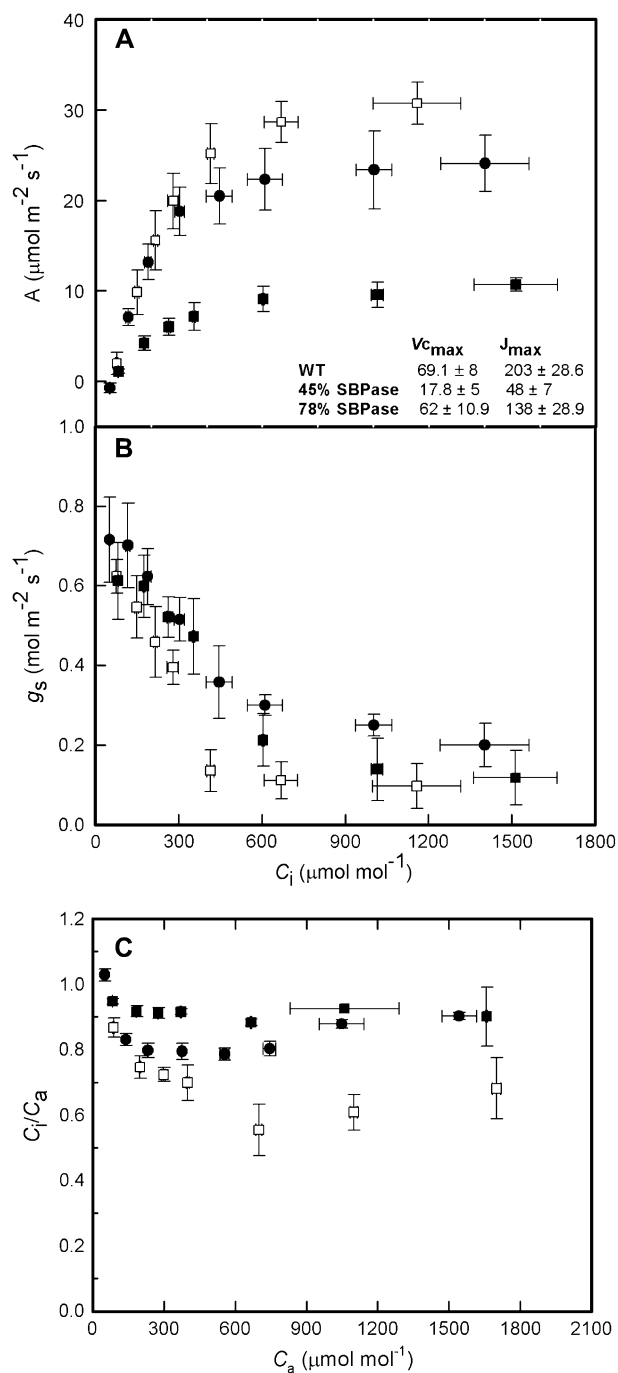 A
40
30
20
10
0
A (μmol m⁻² s⁻¹)
Vcmax Jmax
WT 69.1 ± 8 203 ± 28.6
45% SBPase 17.8 ± 5 48 ± 7
78% SBPase 62 ± 10.9 138 ± 28.9
B
1.0
0.8
0.6
0.4
0.2
0.0
gs (mol m⁻² s⁻¹)
0 300 600 900 1200 1500 1800
Ci (μmol mol⁻¹)
C
1.2
1.0
0.8
0.6
0.4
0.2
0.0
Ci/Ca
0 300 600 900 1200 1500 1800 2100
Ca (μmol mol⁻¹)